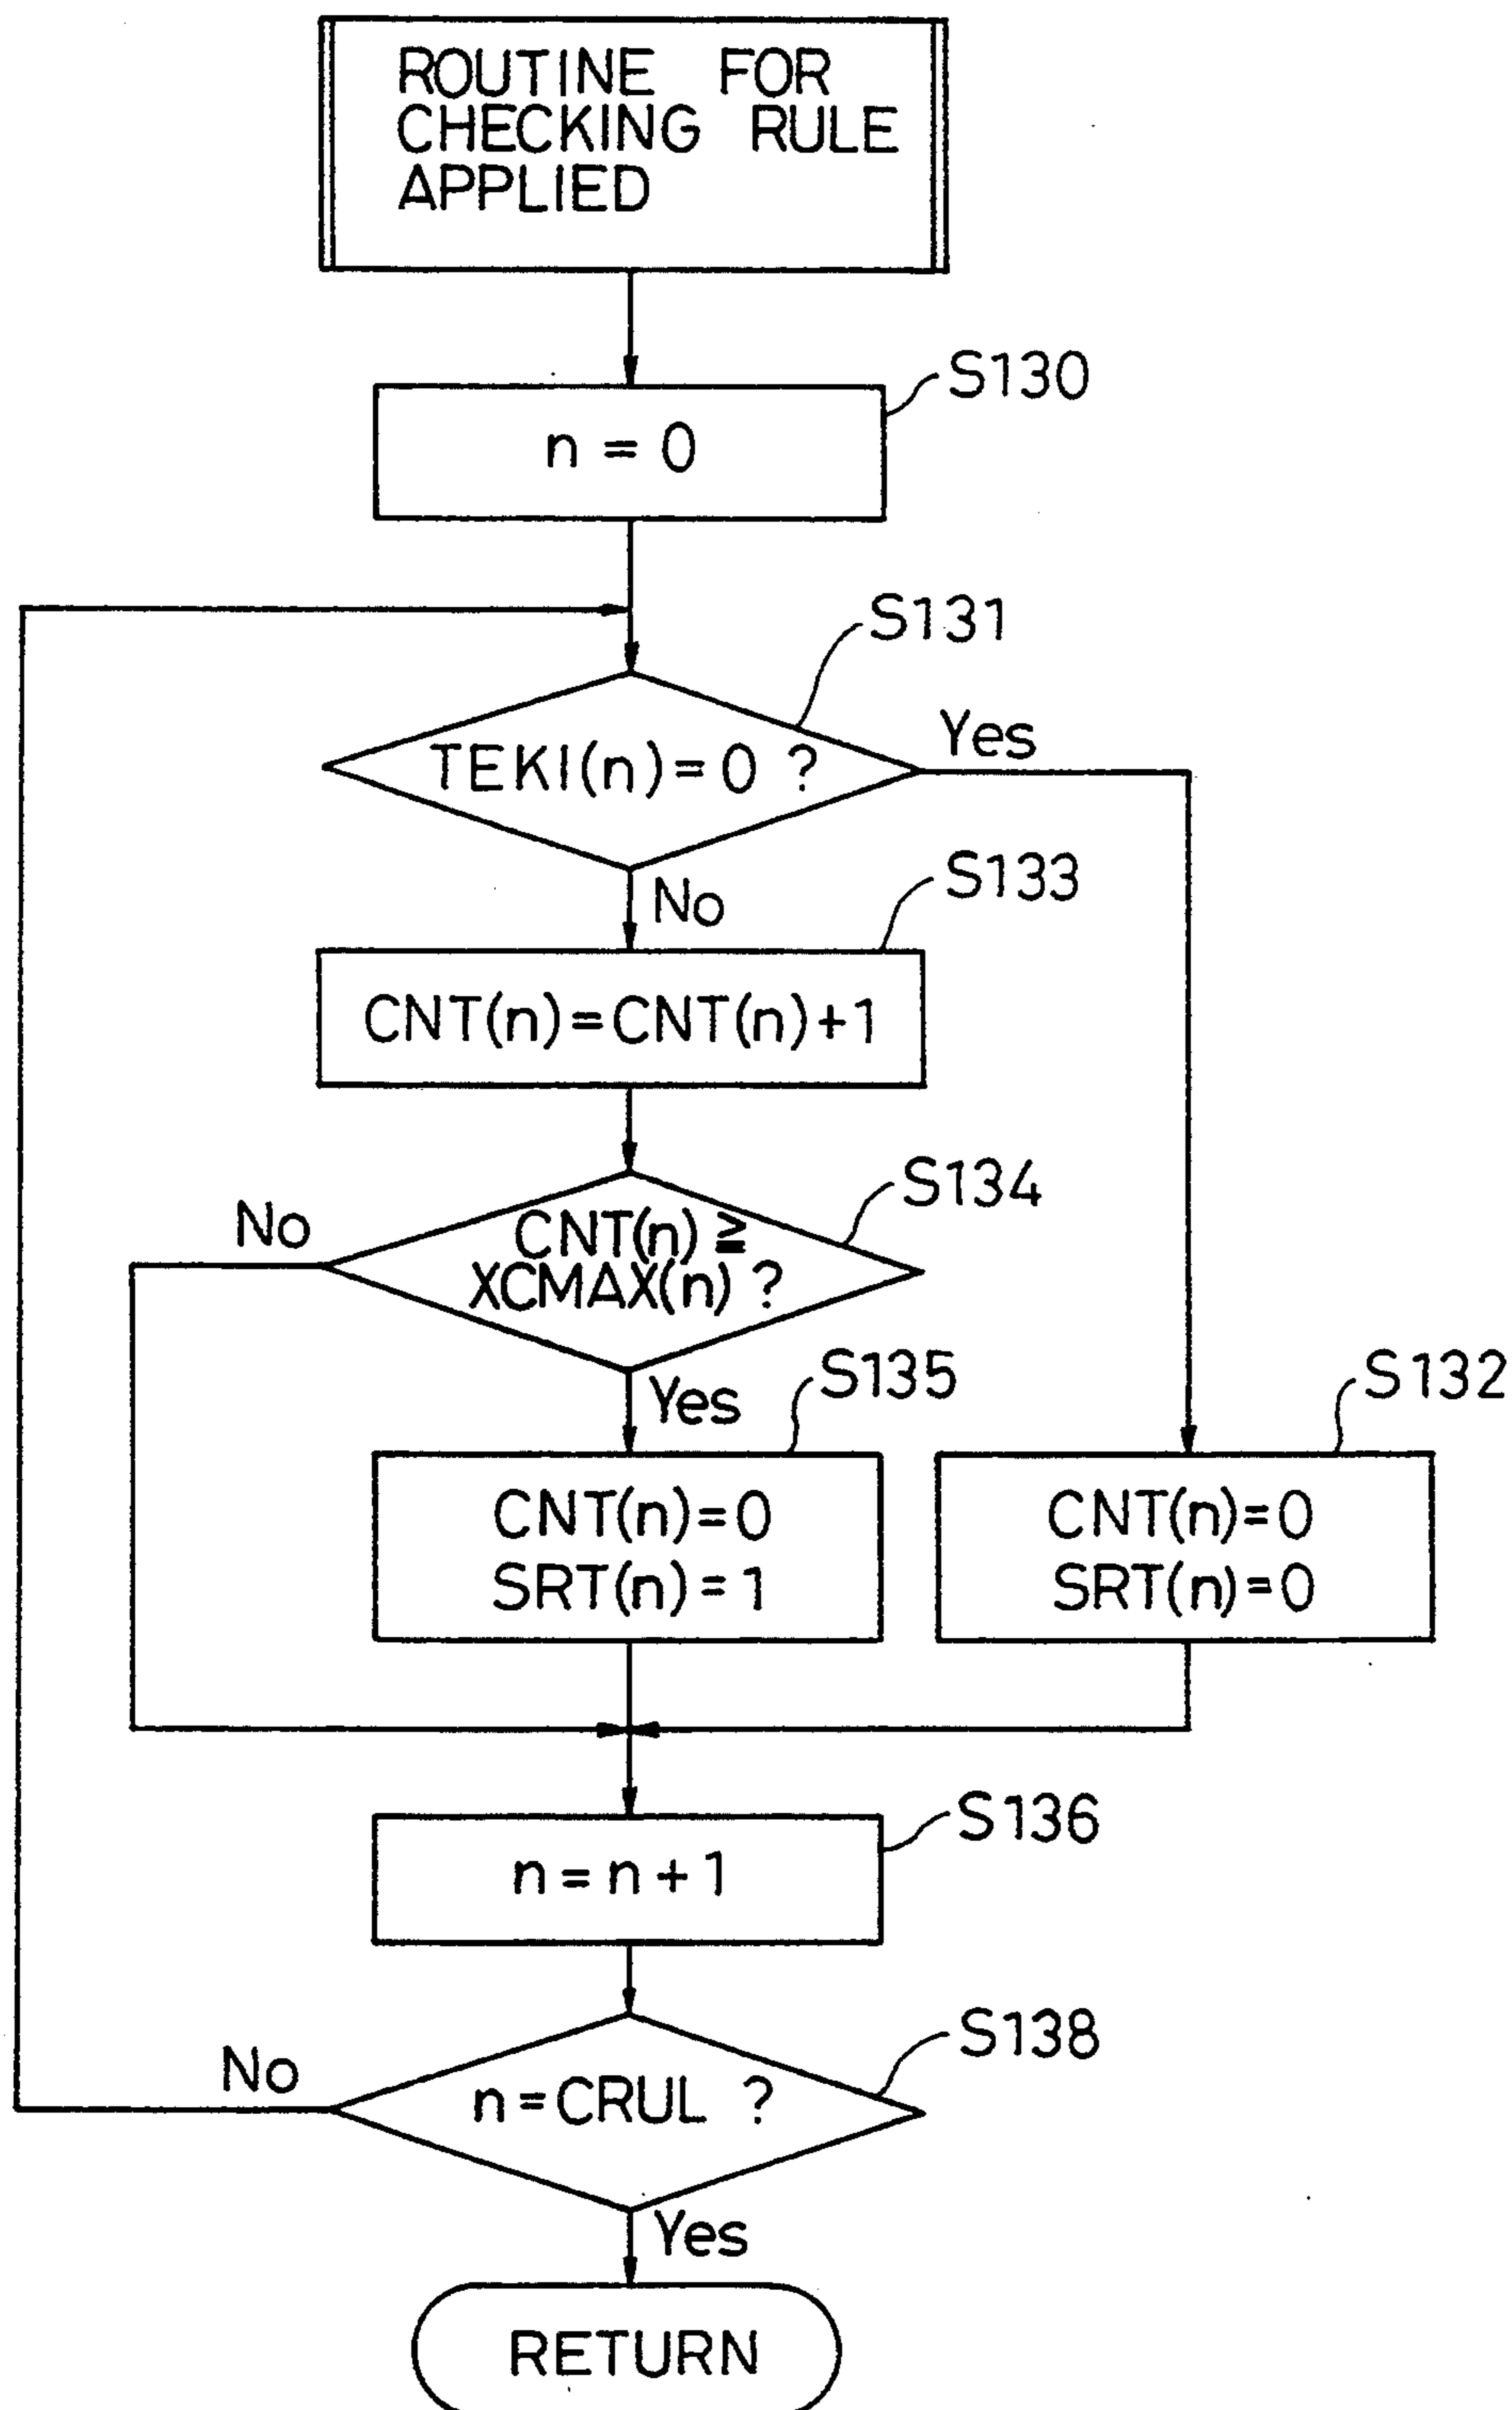 ROUTINE FOR
CHECKING RULE
APPLIED
S130
n = 0
S131
TEKI(n)=0 ?
Yes
No
S133
CNT(n)=CNT(n)+1
S134
No
CNT(n) ≧
XCMAX(n) ?
Yes
S135
S132
CNT(n)=0
SRT(n)=1
CNT(n)=0
SRT(n)=0
S136
n=n+1
S138
No
n=CRUL ?
Yes
RETURN